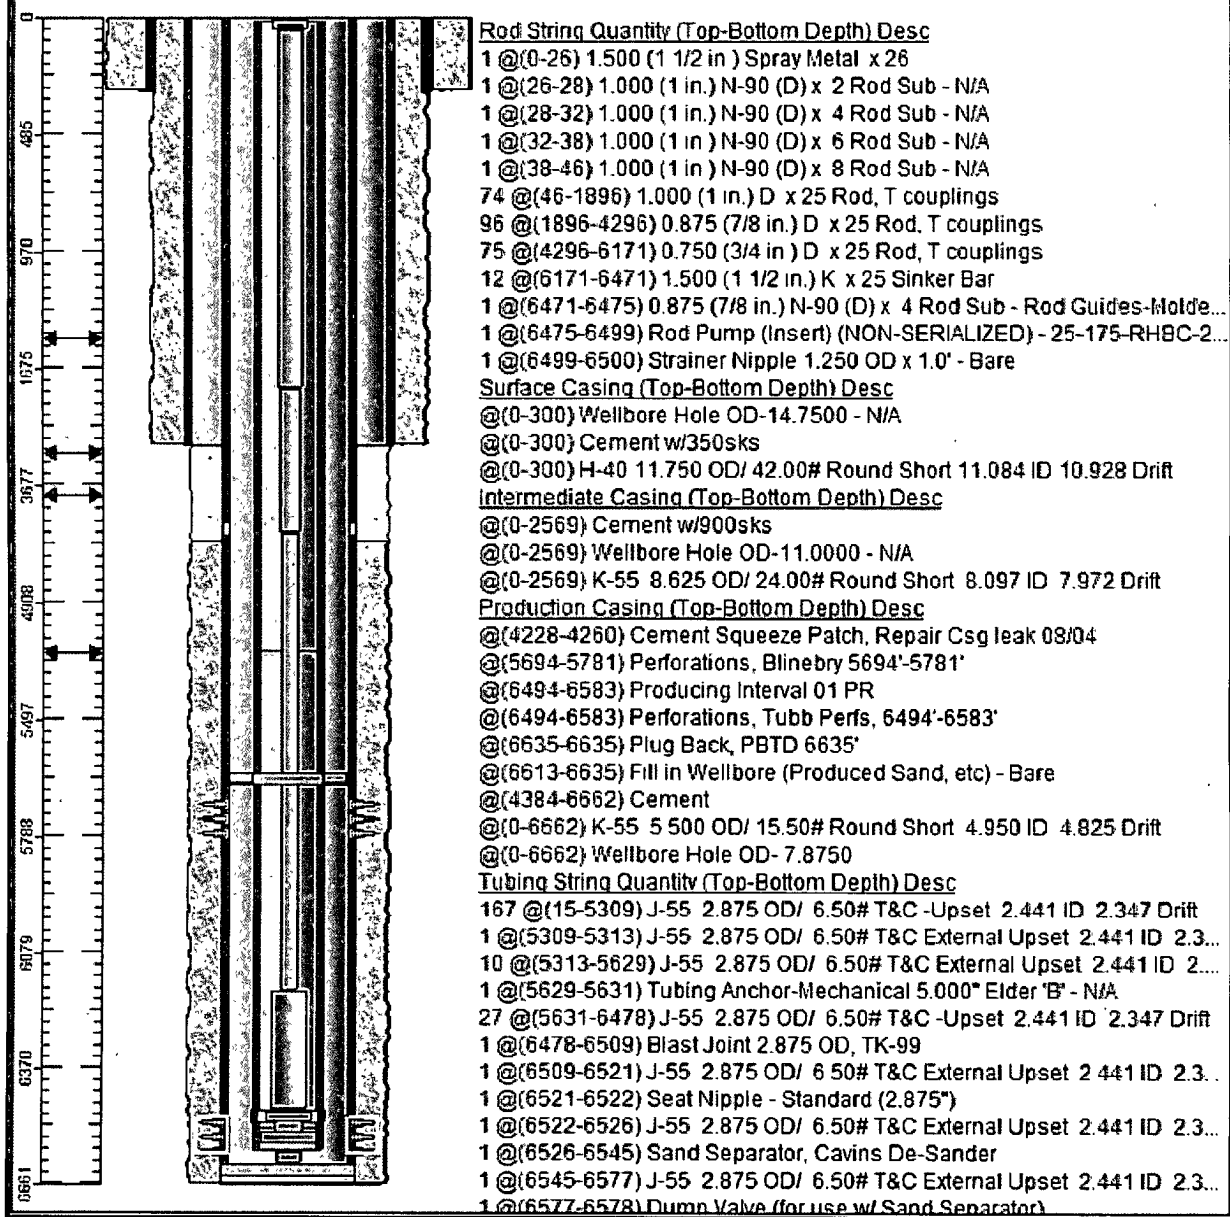 0
485
970
1675
3677
4908
5497
5788
6079
6370
Rod String Quantity (Top-Bottom Depth) Desc
1 @(0-26) 1.500 (1 1/2 in ) Spray Metal x 26
1 @(26-28) 1.000 (1 in.) N-90 (D) x 2 Rod Sub - N/A
1 @(28-32) 1.000 (1 in.) N-90 (D) x 4 Rod Sub - N/A
1 @(32-38) 1.000 (1 in ) N-90 (D) x 6 Rod Sub - N/A
1 @(38-46) 1.000 (1 in.) N-90 (D) x 8 Rod Sub - N/A
74 @(46-1896) 1.000 (1 in.) D x 25 Rod, T couplings
96 @(1896-4296) 0.875 (7/8 in.) D x 25 Rod, T couplings
75 @(4296-6171) 0.750 (3/4 in ) D x 25 Rod, T couplings
12 @(6171-6471) 1.500 (1 1/2 in.) K x 25 Sinker Bar
1 @(6471-6475) 0.875 (7/8 in.) N-90 (D) x 4 Rod Sub - Rod Guides-Molde...
1 @(6475-6499) Rod Pump (Insert) (NON-SERIALIZED) - 25-175-RHBC-2...
1 @(6499-6500) Strainer Nipple 1.250 OD x 1.0' - Bare
Surface Casing (Top-Bottom Depth) Desc
@(0-300) Wellbore Hole OD-14.7500 - N/A
@(0-300) Cement w/350sks
@(0-300) H-40 11.750 OD/ 42.00# Round Short 11.084 ID 10.928 Drift
Intermediate Casing (Top-Bottom Depth) Desc
@(0-2569) Cement w/900sks
@(0-2569) Wellbore Hole OD-11.0000 - N/A
@(0-2569) K-55 8.625 OD/ 24.00# Round Short 8.097 ID 7.972 Drift
Production Casing (Top-Bottom Depth) Desc
@(4228-4260) Cement Squeeze Patch, Repair Csg leak 08/04
@(5694-5781) Perforations, Blinebry 5694'-5781'
@(6494-6583) Producing Interval 01 PR
@(6494-6583) Perforations, Tubb Perfs, 6494'-6583'
@(6635-6635) Plug Back, PBTD 6635'
@(6613-6635) Fill in Wellbore (Produced Sand, etc) - Bare
@(4384-6662) Cement
@(0-6662) K-55 5 500 OD/ 15.50# Round Short 4.950 ID 4.825 Drift
@(0-6662) Wellbore Hole OD- 7.8750
Tubing String Quantity (Top-Bottom Depth) Desc
167 @(15-5309) J-55 2.875 OD/ 6.50# T&C -Upset 2.441 ID 2.347 Drift
1 @(5309-5313) J-55 2.875 OD/ 6.50# T&C External Upset 2.441 ID 2.3...
10 @(5313-5629) J-55 2.875 OD/ 6.50# T&C External Upset 2.441 ID 2....
1 @(5629-5631) Tubing Anchor-Mechanical 5.000" Elder 'B' - N/A
27 @(5631-6478) J-55 2.875 OD/ 6.50# T&C -Upset 2.441 ID 2.347 Drift
1 @(6478-6509) Blast Joint 2.875 OD, TK-99
1 @(6509-6521) J-55 2.875 OD/ 6 50# T&C External Upset 2 441 ID 2.3. .
1 @(6521-6522) Seat Nipple - Standard (2.875")
1 @(6522-6526) J-55 2.875 OD/ 6.50# T&C External Upset 2.441 ID 2.3...
1 @(6526-6545) Sand Separator, Cavins De-Sander
1 @(6545-6577) J-55 2.875 OD/ 6.50# T&C External Upset 2.441 ID 2.3...
1 @(6577-6578) Dump Valve (for use w/ Sand Separator)